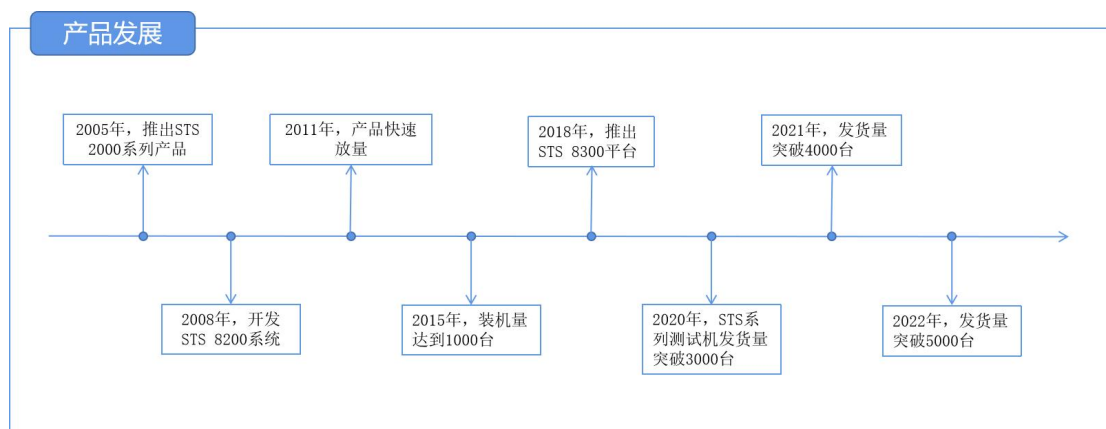 产品发展
2005年，推出STS
2000系列产品
2008年，开发
STS 8200系统
2011年，产品快速
放量
2015年，装机量
达到1000台
2018年，推出
STS 8300平台
2020年，STS系
列测试机发货量
突破3000台
2021年，发货量
突破4000台
2022年，发货量
突破5000台